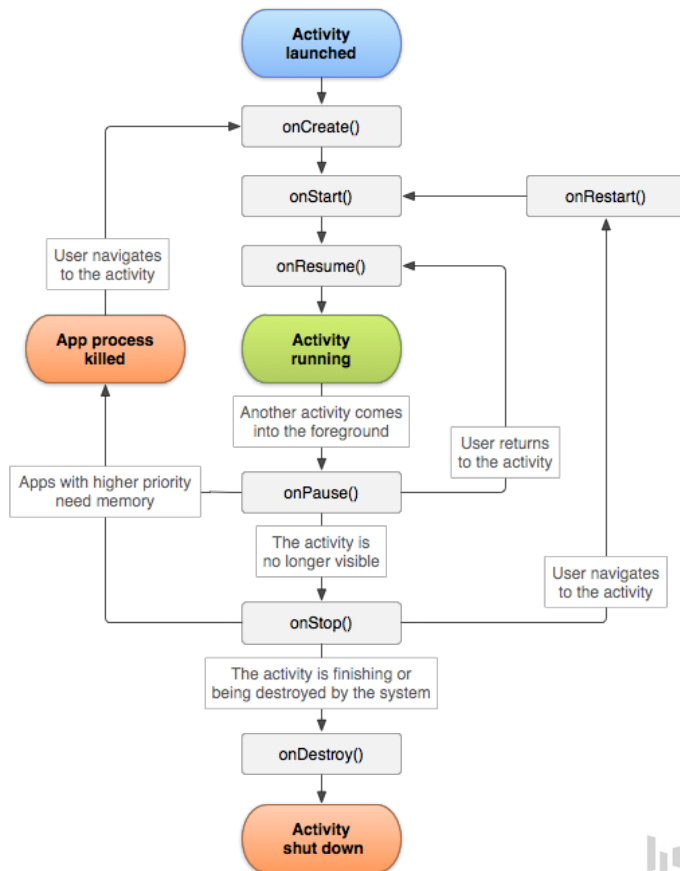 Activity
launched
onCreate()
onStart()
onRestart()
User navigates
to the activity
onResume()
App process
killed
Activity
running
Another activity comes
into the foreground
User returns
to the activity
Apps with higher priority
need memory
onPause()
The activity is
no longer visible
User navigates
to the activity
onStop()
The activity is finishing or
being destroyed by the system
onDestroy()
Activity
shut down